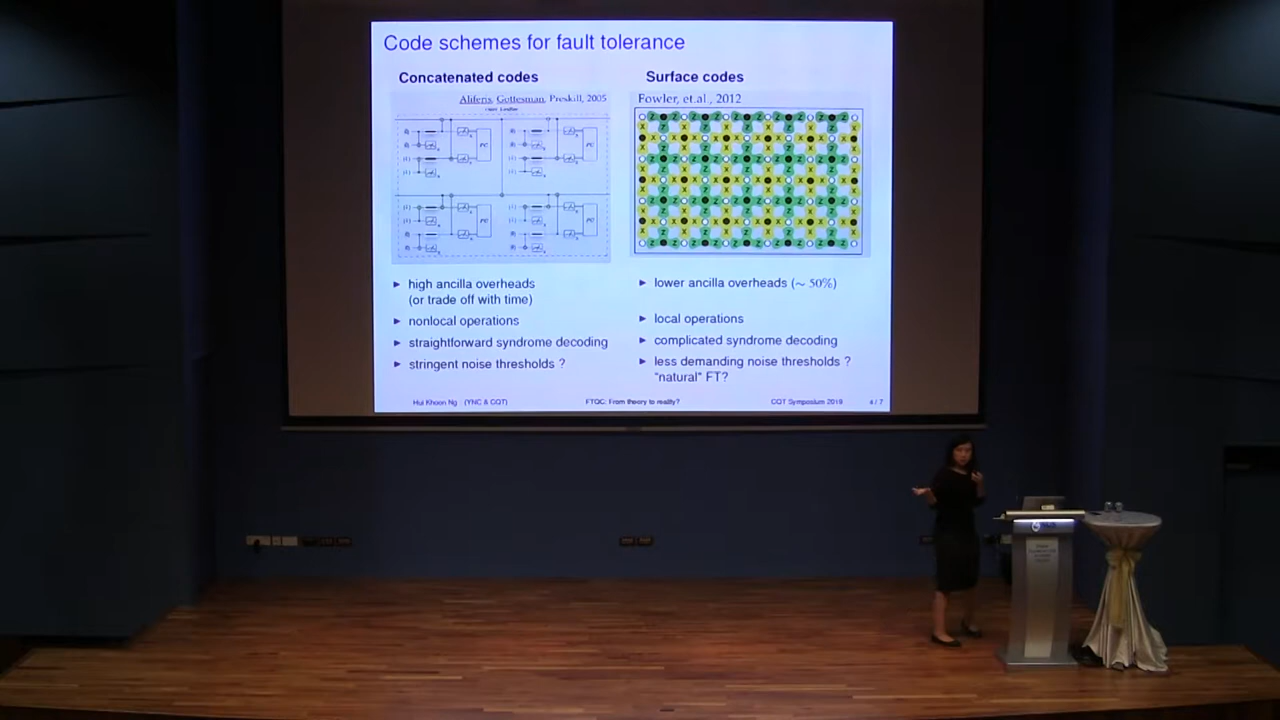 Code schemes for fault tolerance
Concatenated codes
Aliferis, Gottesman, Preskill, 2005
▸ high ancilla overheads
(or trade off with time)
▸ nonlocal operations
▸ straightforward syndrome decoding
▸ stringent noise thresholds ?
Surface codes
Fowler, et.al., 2012
▸ lower ancilla overheads (~ 50%)
▸ local operations
▸ complicated syndrome decoding
▸ less demanding noise thresholds ?
"natural" FT?
Hui Khoon Ng (YNC & CQT)
FTQC: From theory to reality?
CQT Symposium 2019
4 / 7